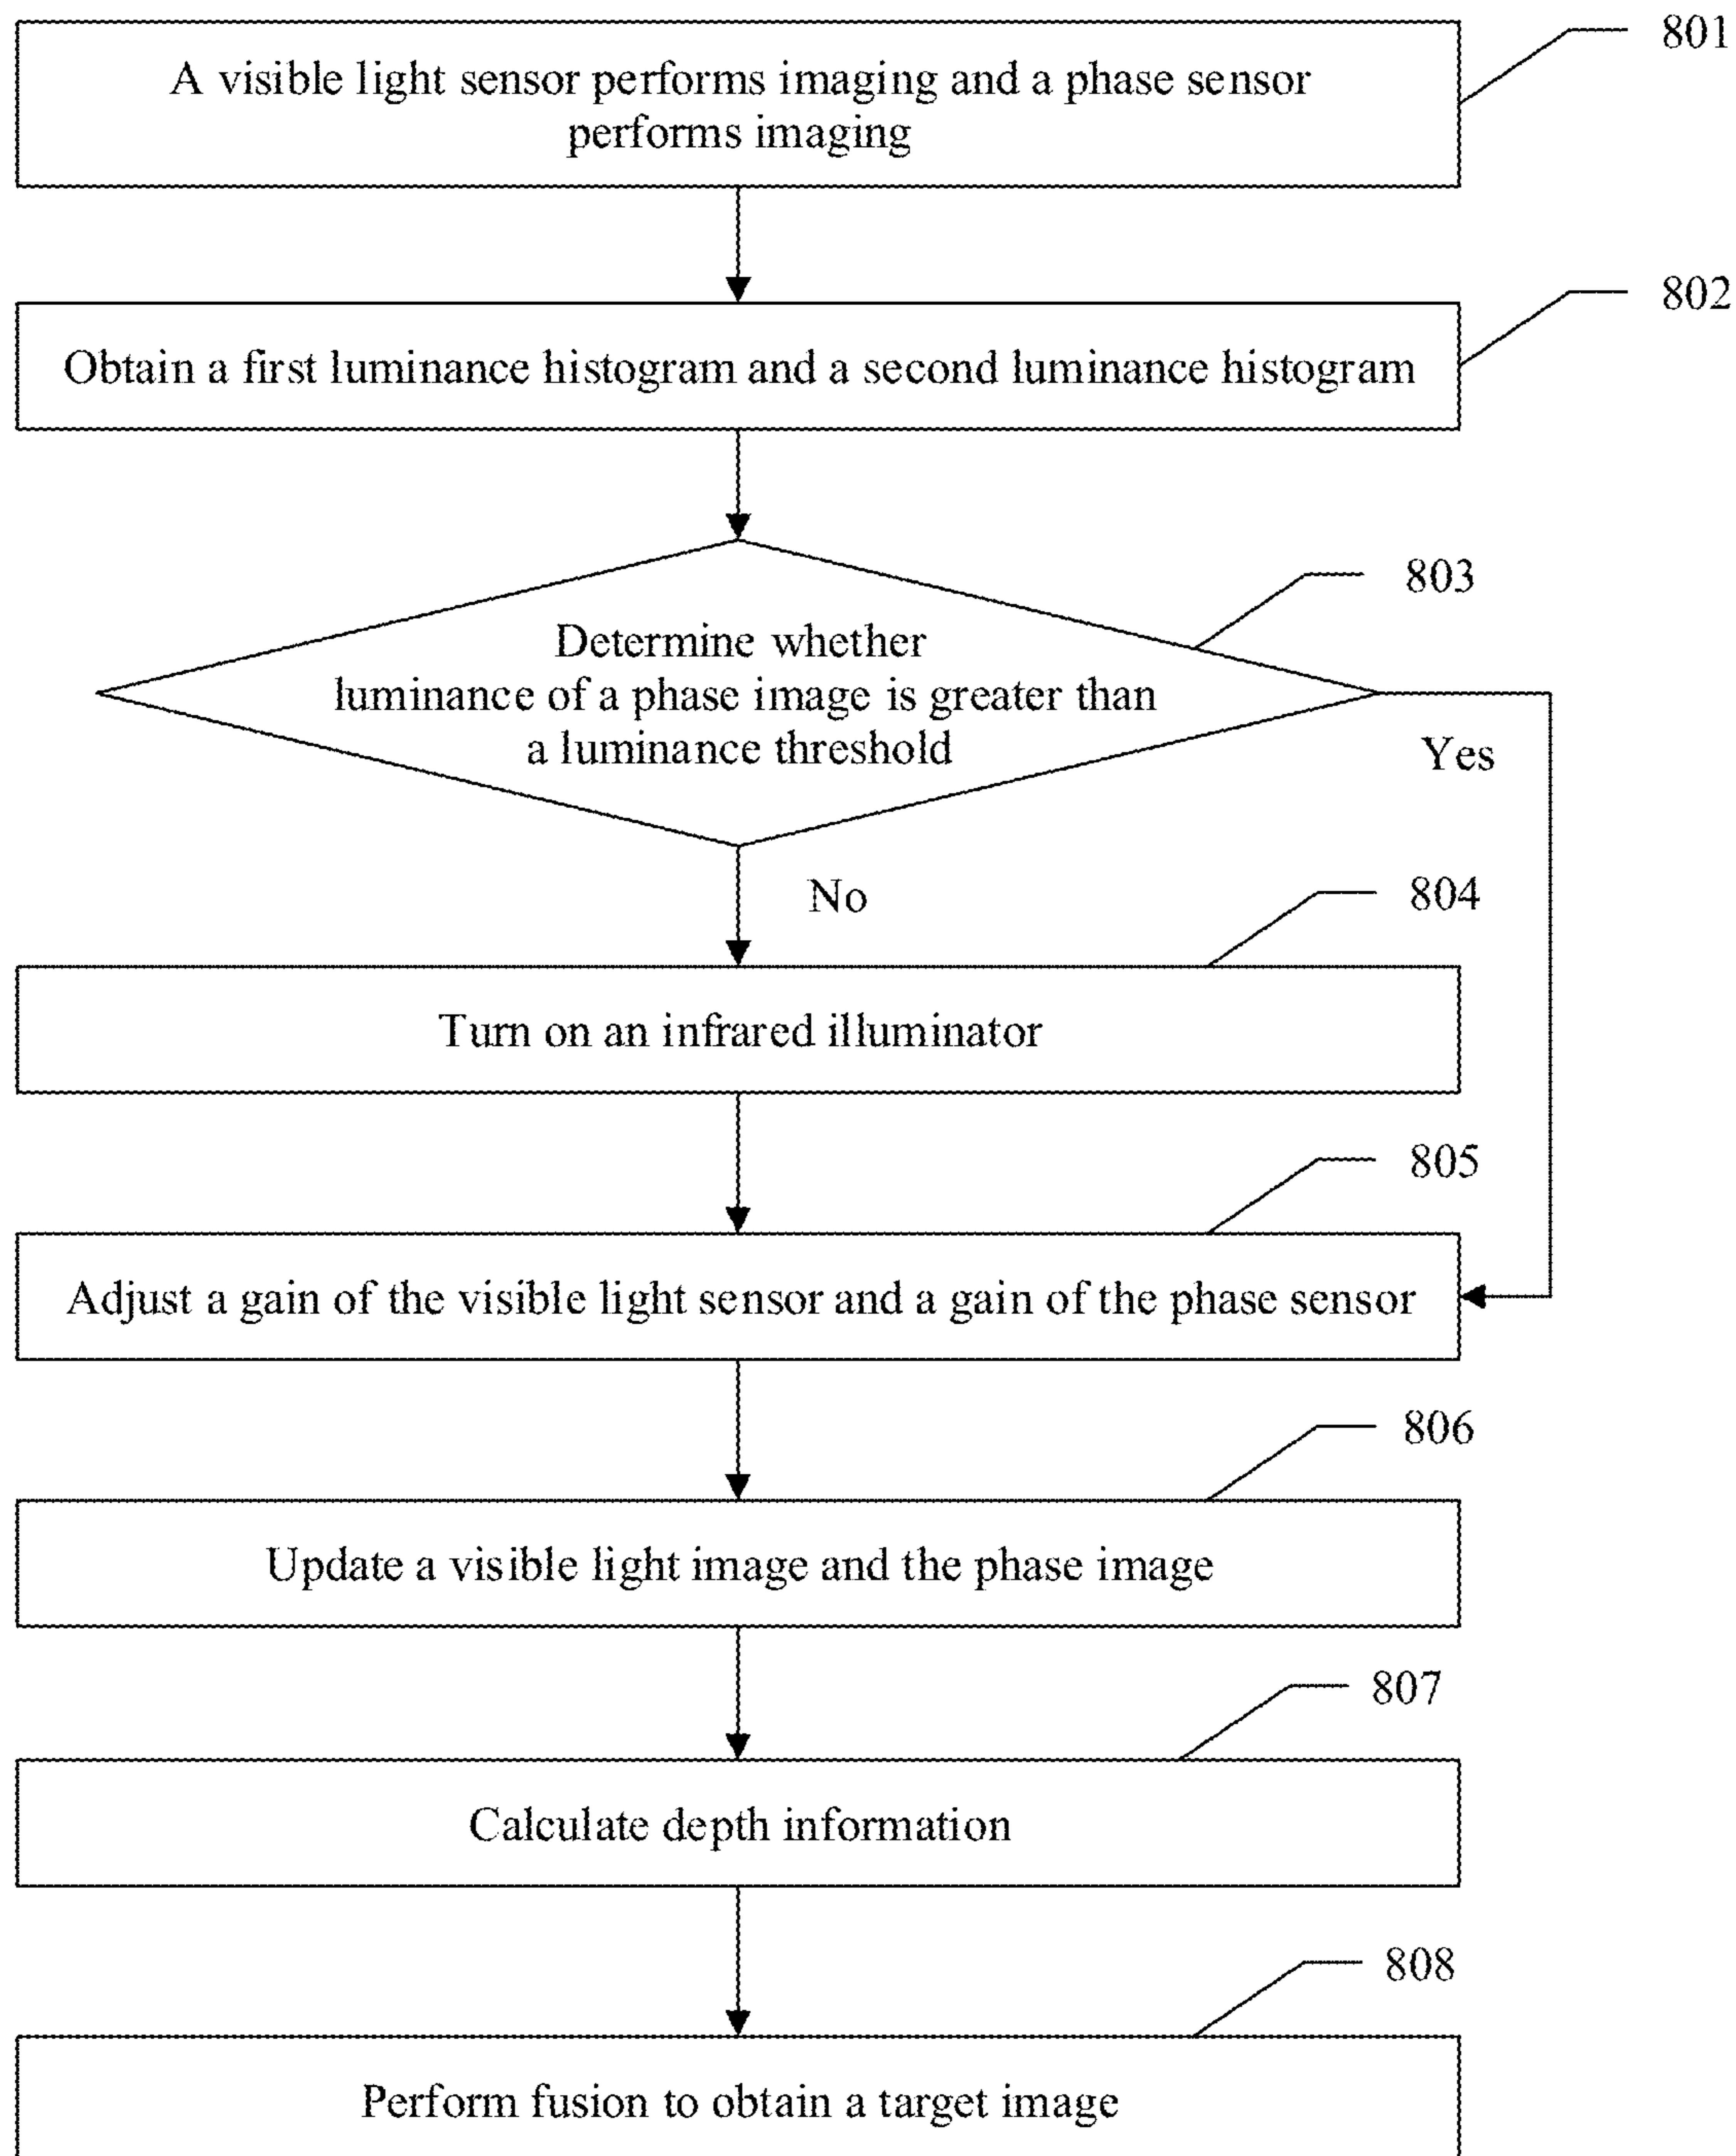 801
A visible light sensor performs imaging and a phase sensor
performs imaging
802
Obtain a first luminance histogram and a second luminance histogram
803
Determine whether
luminance of a phase image is greater than
a luminance threshold
Yes
No
804
Turn on an infrared illuminator
805
Adjust a gain of the visible light sensor and a gain of the phase sensor
806
Update a visible light image and the phase image
807
Calculate depth information
808
Perform fusion to obtain a target image